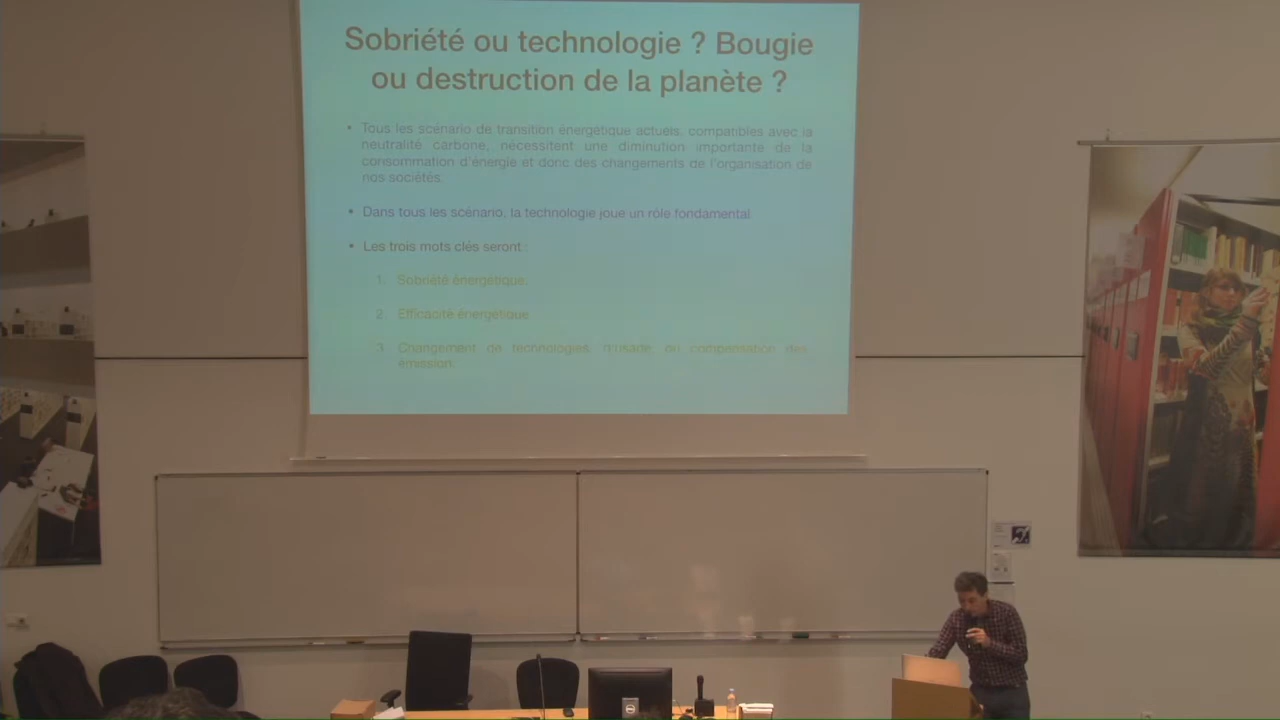 Sobriété ou technologie ? Bougie
ou destruction de la planète ?
• Tous les scénario de transition énergétique actuels, compatibles avec la
neutralité carbone, nécessitent une diminution importante de la
consommation d'énergie et donc des changements de l'organisation de
nos sociétés.
• Dans tous les scénario, la technologie joue un rôle fondamental
• Les trois mots clés seront :
1. Sobriété énergétique.
2. Efficacité énergétique
3. Changement de technologies, d'usage, ou compensation des
émission.
DELL